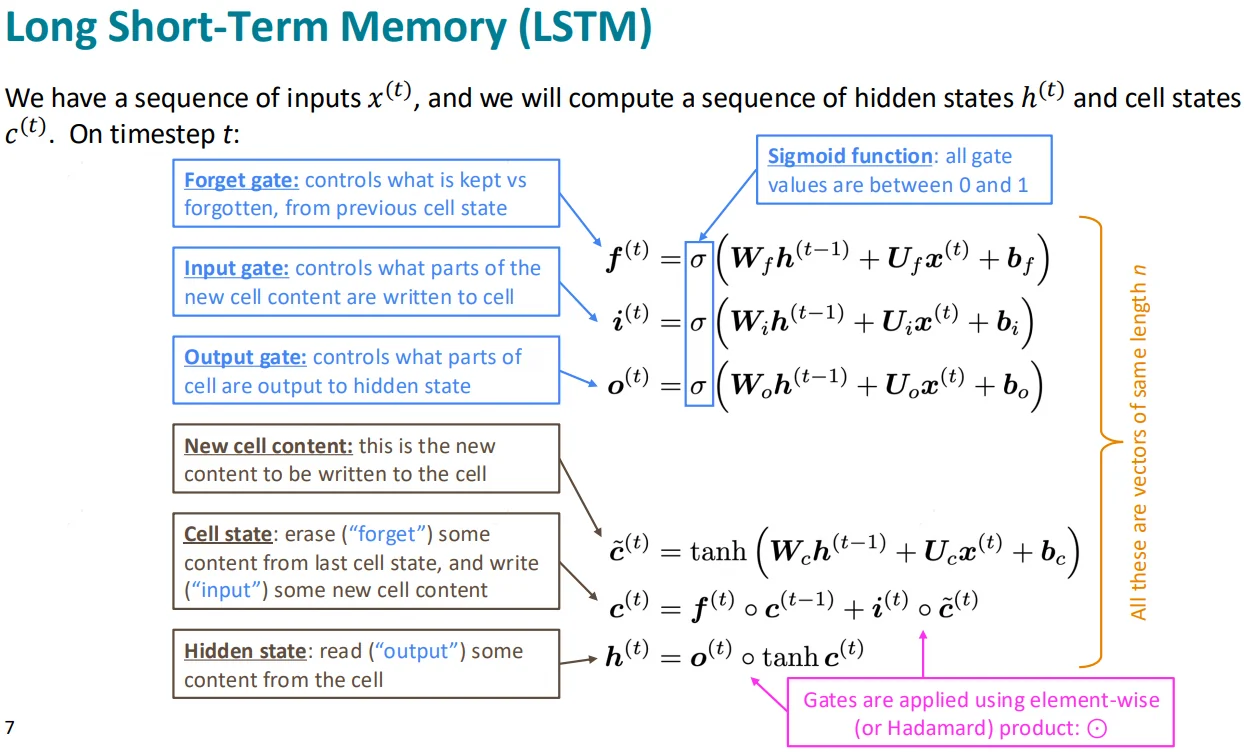 Long Short-Term Memory (LSTM)
We have a sequence of inputs x⁽ᵗ⁾, and we will compute a sequence of hidden states h⁽ᵗ⁾ and cell states
c⁽ᵗ⁾. On timestep t:
Sigmoid function: all gate
values are between 0 and 1
Forget gate: controls what is kept vs
forgotten, from previous cell state
f^(t) = σ(W_f h^(t−1) + U_f x^(t) + b_f)
Input gate: controls what parts of the
new cell content are written to cell
i^(t) = σ(W_i h^(t−1) + U_i x^(t) + b_i)
Output gate: controls what parts of
cell are output to hidden state
o^(t) = σ(W_o h^(t−1) + U_o x^(t) + b_o)
New cell content: this is the new
content to be written to the cell
c̃^(t) = tanh(W_c h^(t−1) + U_c x^(t) + b_c)
Cell state: erase (“forget”) some
content from last cell state, and write
(“input”) some new cell content
c^(t) = f^(t) ∘ c^(t−1) + i^(t) ∘ c̃^(t)
Hidden state: read (“output”) some
content from the cell
h^(t) = o^(t) ∘ tanh c^(t)
All these are vectors of same length n
Gates are applied using element-wise
(or Hadamard) product: ⊙
7